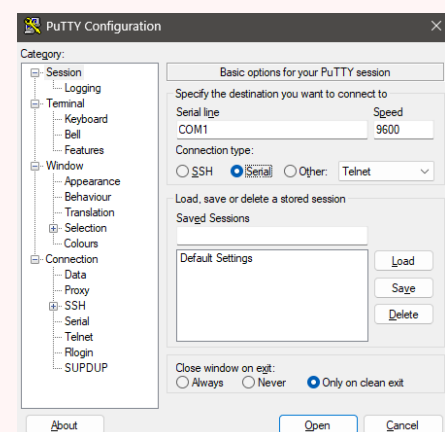 PuTTY Configuration
Category:
Session
Logging
Terminal
Keyboard
Bell
Features
Window
Appearance
Behaviour
Translation
Selection
Colours
Connection
Data
Proxy
SSH
Serial
Telnet
Rlogin
SUPDUP
Basic options for your PuTTY session
Specify the destination you want to connect to
Serial line Speed
COM1 9600
Connection type:
SSH Serial Other: Telnet
Load, save or delete a stored session
Saved Sessions
Default Settings
Load
Save
Delete
Close window on exit:
Always Never Only on clean exit
About Open Cancel